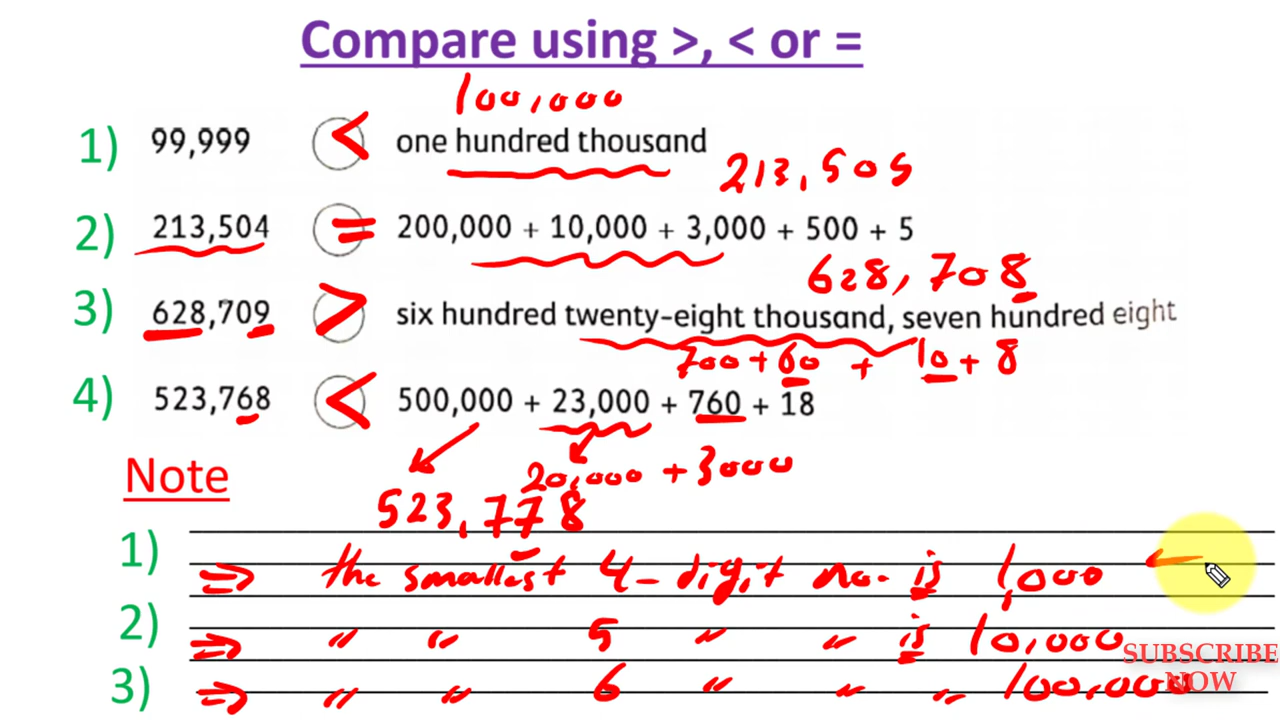 Compare using >, < or =
100,000
1) 99,999 < one hundred thousand
213,505
2) 213,504 = 200,000 + 10,000 + 3,000 + 500 + 5
628,708
3) 628,709 > six hundred twenty-eight thousand, seven hundred eight
700 + 60 + 10 + 8
4) 523,768 < 500,000 + 23,000 + 760 + 18
20,000 + 3000
Note
523,778
1) ⇒ the smallest 4-digit no. is 1,000
2) ⇒ " " 5 " " is 10,000
3) ⇒ " " 6 " " " 100,000
SUBSCRIBE
NOW